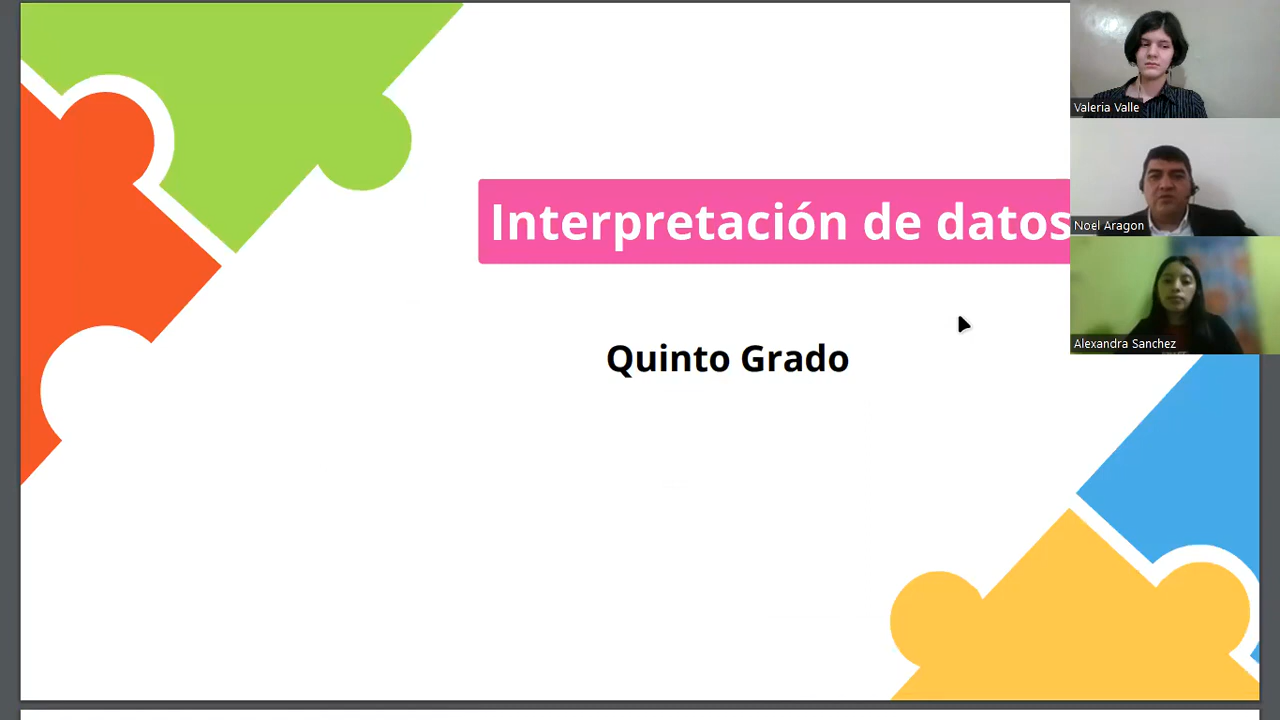 Interpretación de datos
Quinto Grado
Valeria Valle
Noel Aragon
Alexandra Sanchez